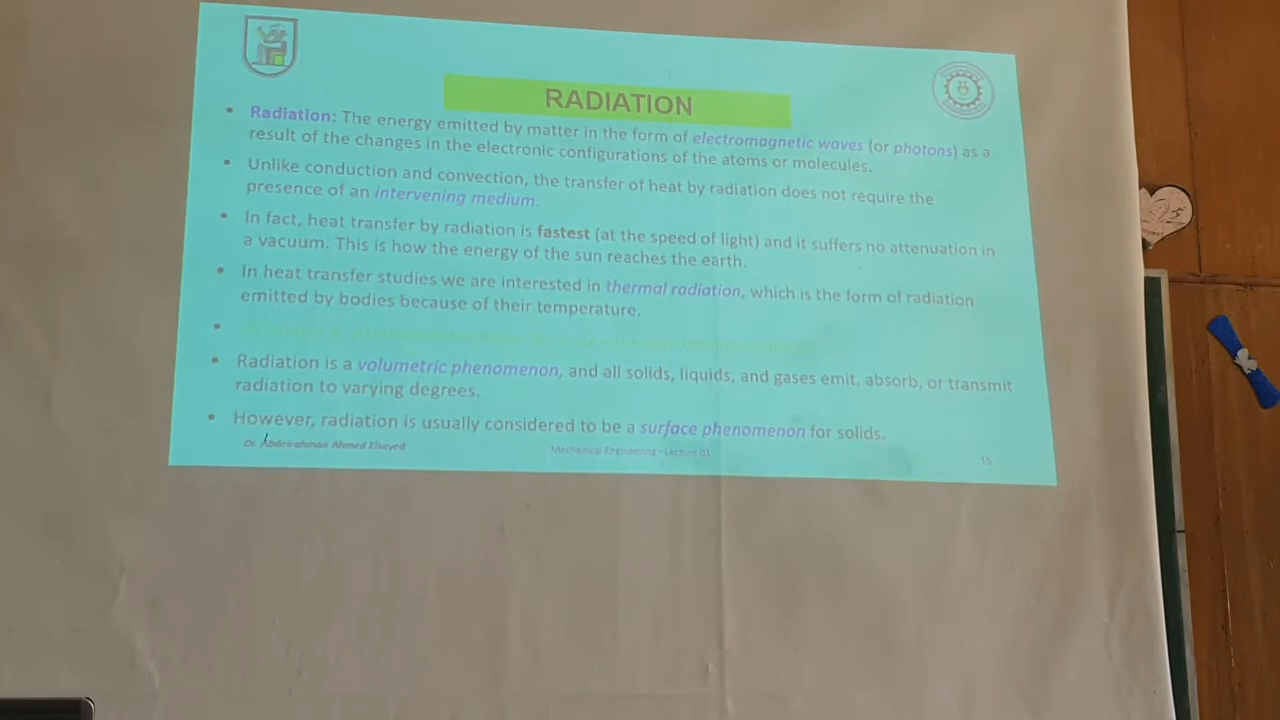 RADIATION
• Radiation: The energy emitted by matter in the form of electromagnetic waves (or photons) as a
result of the changes in the electronic configurations of the atoms or molecules.
• Unlike conduction and convection, the transfer of heat by radiation does not require the
presence of an intervening medium.
• In fact, heat transfer by radiation is fastest (at the speed of light) and it suffers no attenuation in
a vacuum. This is how the energy of the sun reaches the earth.
• In heat transfer studies we are interested in thermal radiation, which is the form of radiation
emitted by bodies because of their temperature.
•
• Radiation is a volumetric phenomenon, and all solids, liquids, and gases emit, absorb, or transmit
radiation to varying degrees.
• However, radiation is usually considered to be a surface phenomenon for solids.
Dr. Abdelrahman Ahmed Elsayed
Mechanical Engineering - Lecture 01